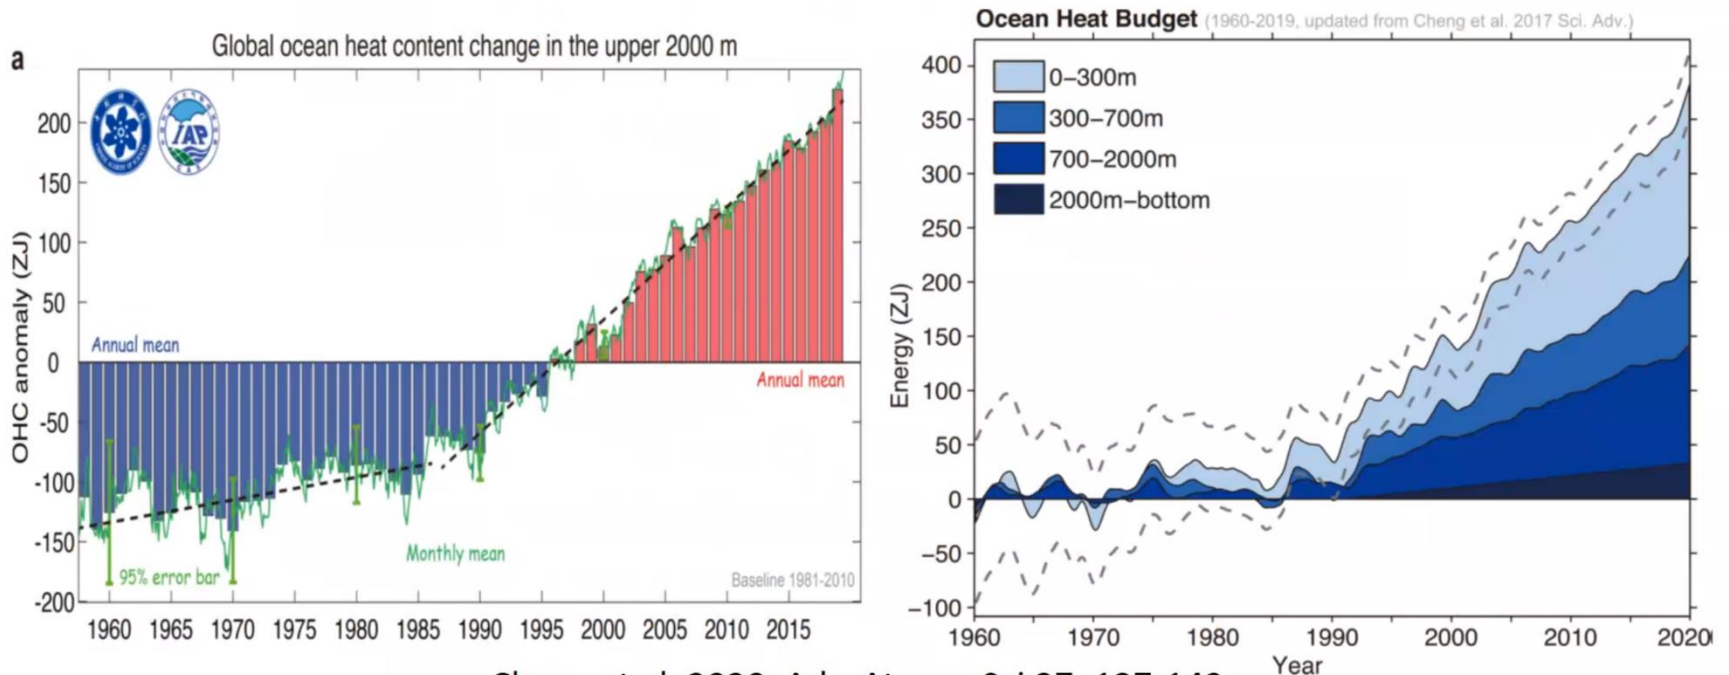 a
Global ocean heat content change in the upper 2000 m
IAP
OHC anomaly (ZJ)
200
150
100
50
0
-50
-100
-150
-200
Annual mean
Annual mean
Monthly mean
95% error bar
Baseline 1981-2010
1960 1965 1970 1975 1980 1985 1990 1995 2000 2005 2010 2015
Ocean Heat Budget (1960-2019, updated from Cheng et al. 2017 Sci. Adv.)
0–300m
300–700m
700–2000m
2000m–bottom
Energy (ZJ)
400
350
300
250
200
150
100
50
0
−50
−100
1960 1970 1980 1990 2000 2010 2020
Year